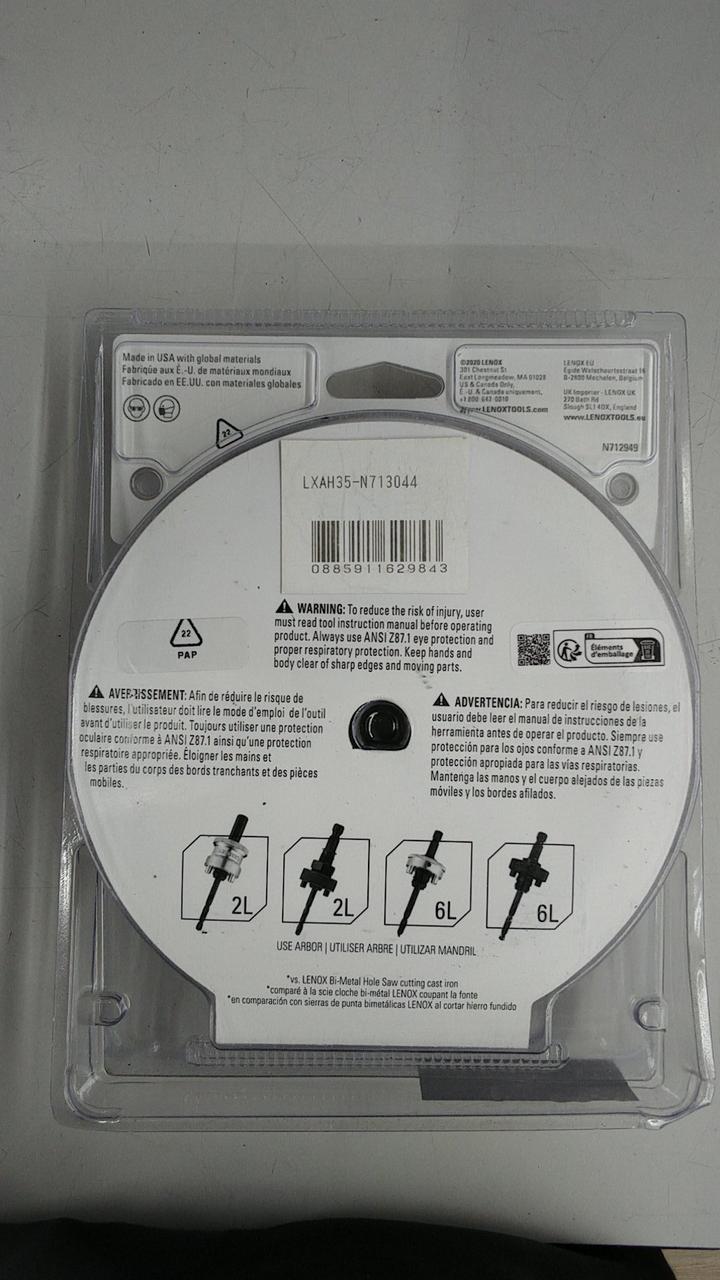 Made in USA with global materials
Fabriqué aux É.-U. de matériaux mondiaux
Fabricado en EE.UU. con materiales globales
©2020 LENOX
301 Chestnut St
East Longmeadow, MA 01028
US & Canada Only,
É.-U. & Canada uniquement,
+1 800-642-0010
www.LENOXTOOLS.com
LENOX EU
Egide Walschaertsstraat 16
B-2800 Mechelen, Belgium
UK Importer - LENOX UK
270 Bath Rd
Slough SL1 4DX, England
www.LENOXTOOLS.eu
N712949
22
LXAH35-N713044
0885911629843
22
PAP
WARNING: To reduce the risk of injury, user
must read tool instruction manual before operating
product. Always use ANSI Z87.1 eye protection and
proper respiratory protection. Keep hands and
body clear of sharp edges and moving parts.
FR
Éléments
d'emballage
AVERTISSEMENT: Afin de réduire le risque de
blessures, l'utilisateur doit lire le mode d'emploi de l'outil
avant d'utiliser le produit. Toujours utiliser une protection
oculaire conforme à ANSI Z87.1 ainsi qu'une protection
respiratoire appropriée. Éloigner les mains et
les parties du corps des bords tranchants et des pièces
mobiles.
ADVERTENCIA: Para reducir el riesgo de lesiones, el
usuario debe leer el manual de instrucciones de la
herramienta antes de operar el producto. Siempre use
protección para los ojos conforme a ANSI Z87.1 y
protección apropiada para las vías respiratorias.
Mantenga las manos y el cuerpo alejados de las piezas
móviles y los bordes afilados.
2L
2L
6L
6L
USE ARBOR | UTILISER ARBRE | UTILIZAR MANDRIL
*vs. LENOX Bi-Metal Hole Saw cutting cast iron
*comparé à la scie cloche bi-métal LENOX coupant la fonte
*en comparación con sierras de punta bimetálicas LENOX al cortar hierro fundido